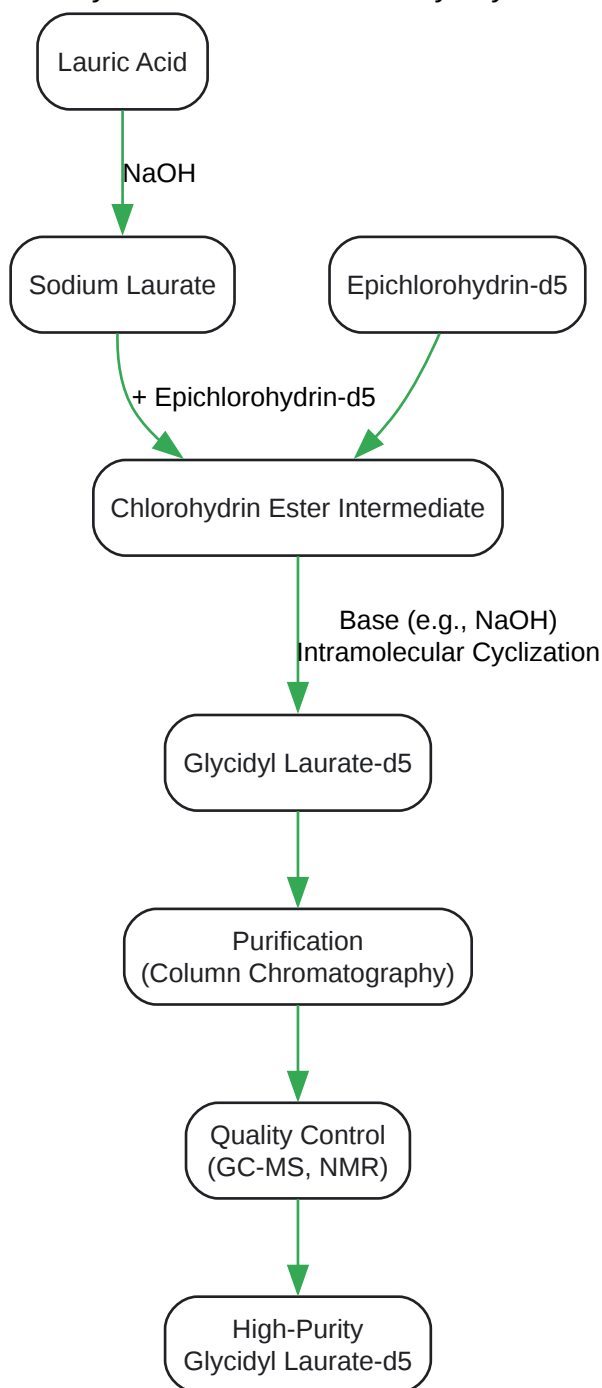 Lauric Acid
NaOH
Sodium Laurate
Epichlorohydrin-d5
+ Epichlorohydrin-d5
Chlorohydrin Ester Intermediate
Base (e.g., NaOH)
Intramolecular Cyclization
Glycidyl Laurate-d5
Purification
(Column Chromatography)
Quality Control
(GC-MS, NMR)
High-Purity
Glycidyl Laurate-d5